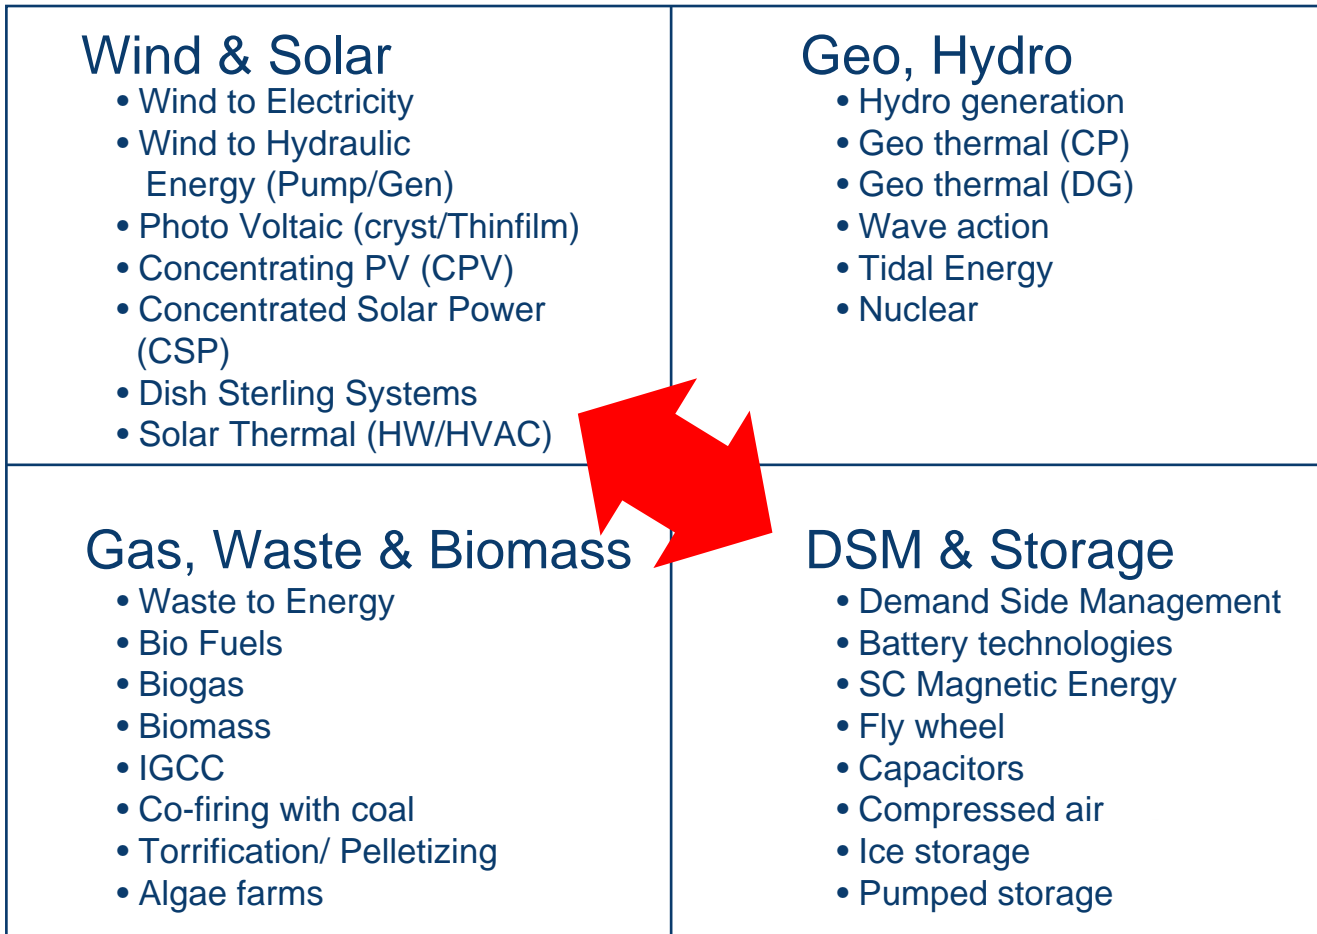 Wind & Solar
• Wind to Electricity
• Wind to Hydraulic
Energy (Pump/Gen)
• Photo Voltaic (cryst/Thinfilm)
• Concentrating PV (CPV)
• Concentrated Solar Power
(CSP)
• Dish Sterling Systems
• Solar Thermal (HW/HVAC)
Geo, Hydro
• Hydro generation
• Geo thermal (CP)
• Geo thermal (DG)
• Wave action
• Tidal Energy
• Nuclear
Gas, Waste & Biomass
• Waste to Energy
• Bio Fuels
• Biogas
• Biomass
• IGCC
• Co-firing with coal
• Torrification/ Pelletizing
• Algae farms
DSM & Storage
• Demand Side Management
• Battery technologies
• SC Magnetic Energy
• Fly wheel
• Capacitors
• Compressed air
• Ice storage
• Pumped storage